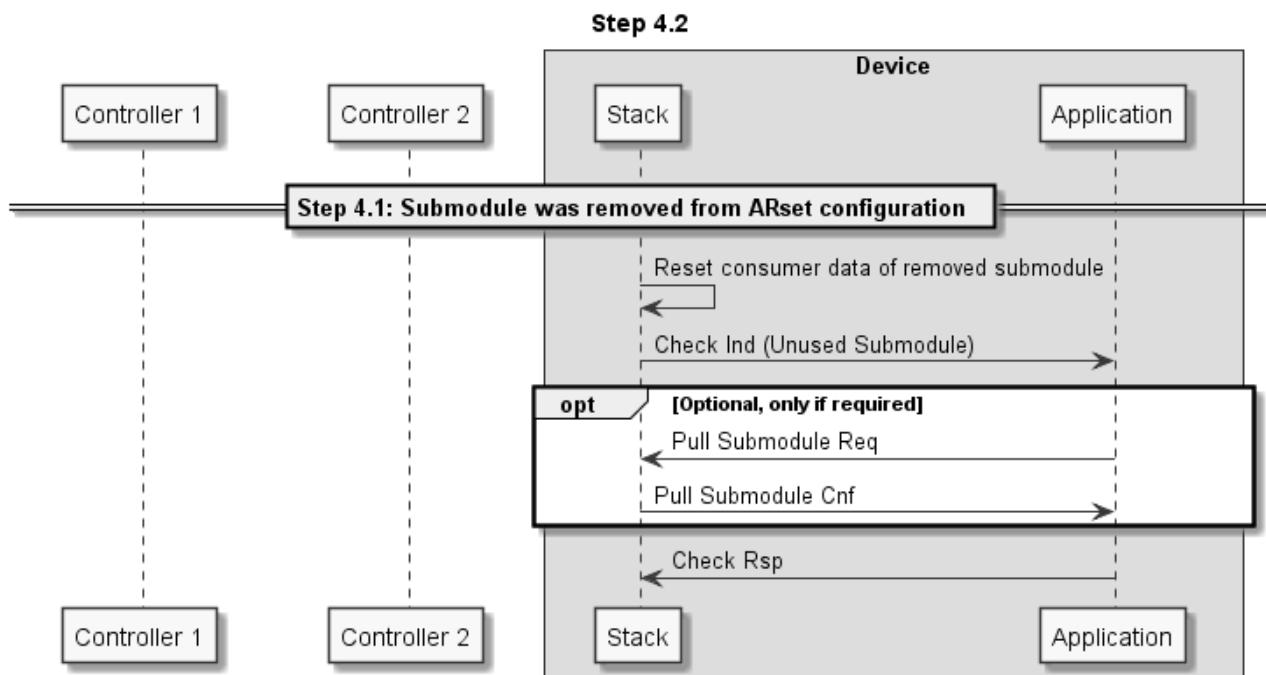 Step 4.2
Device
Controller 1
Controller 2
Stack
Application
Step 4.1: Submodule was removed from ARset configuration
Reset consumer data of removed submodule
Check Ind (Unused Submodule)
opt
[Optional, only if required]
Pull Submodule Req
Pull Submodule Cnf
Check Rsp
Controller 1
Controller 2
Stack
Application